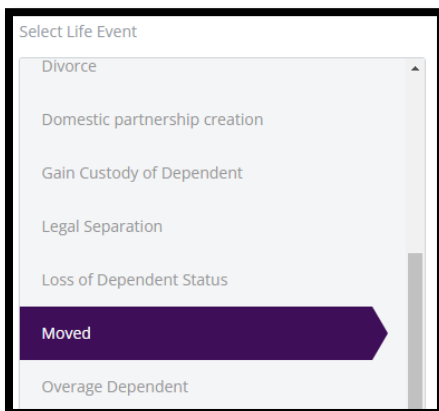 Select Life Event
Divorce
Domestic partnership creation
Gain Custody of Dependent
Legal Separation
Loss of Dependent Status
Moved
Overage Dependent